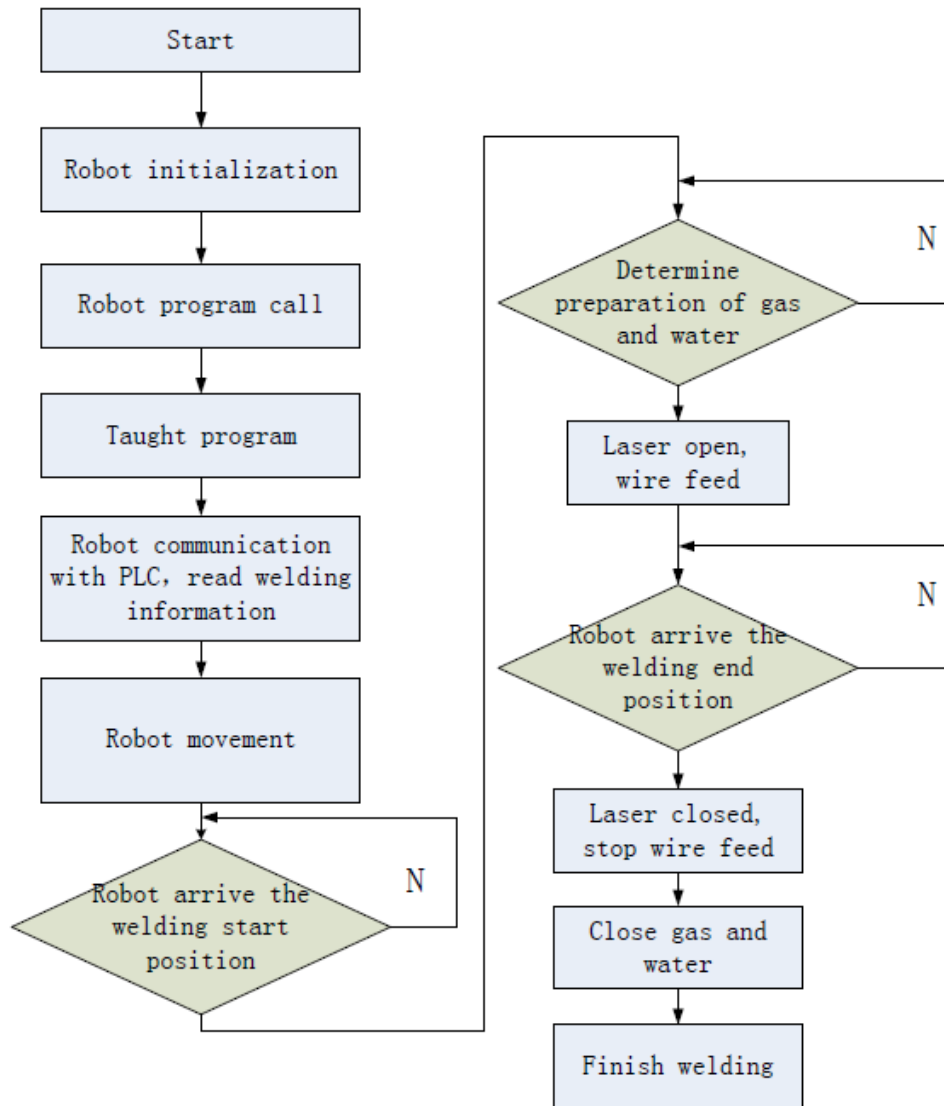 Start
Robot initialization
Robot program call
Taught program
Robot communication
with PLC, read welding
information
Robot movement
Robot arrive the
welding start
position
N
Determine
preparation of gas
and water
N
Laser open,
wire feed
Robot arrive the
welding end
position
N
Laser closed,
stop wire feed
Close gas and
water
Finish welding